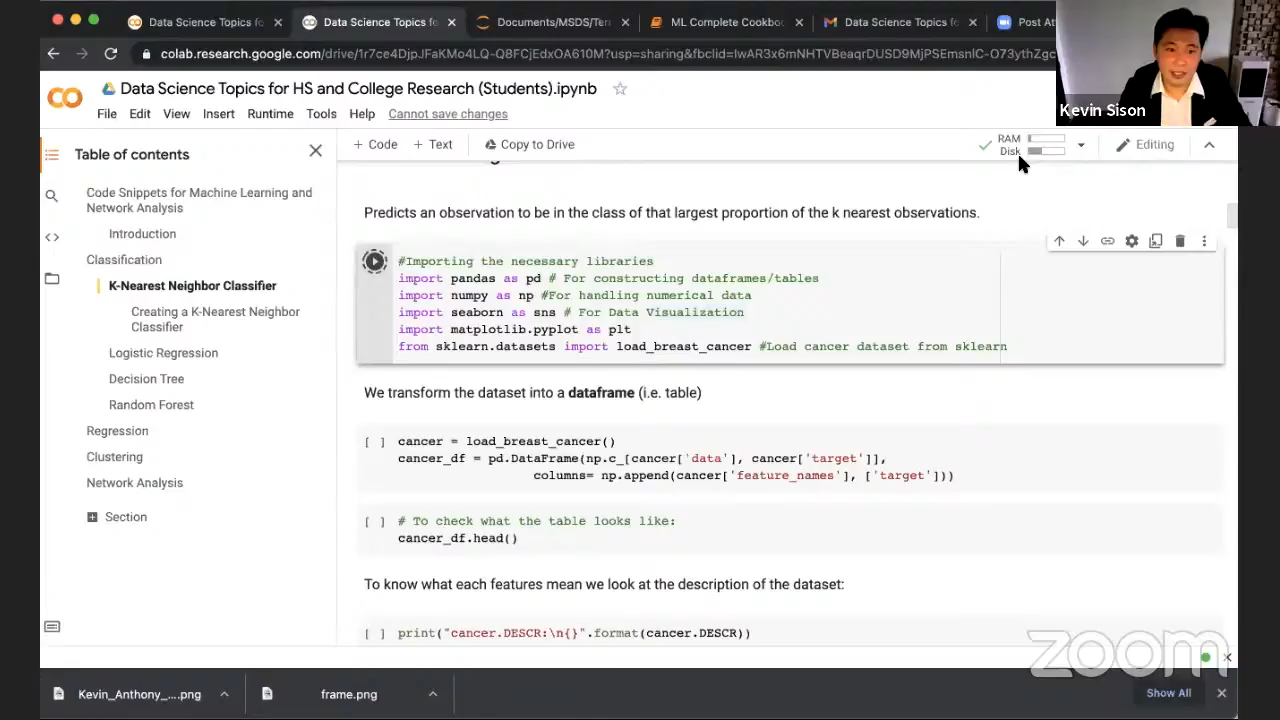 Data Science Topics fo
Data Science Topics fo
Documents/MSDS/Ter
ML Complete Cookbo
Data Science Topics fo
Post At
colab.research.google.com/drive/1r7ce4DjpJFaKMo4LQ-Q8FCjEdxOA610M?usp=sharing&fbclid=IwAR3x6mNHTVBeaqrDUSD9MjPSEmsnlC-O73ythZgc
Kevin Sison
Data Science Topics for HS and College Research (Students).ipynb
File Edit View Insert Runtime Tools Help Cannot save changes
Table of contents
+ Code + Text Copy to Drive
RAM
Disk
Editing
Code Snippets for Machine Learning and
Network Analysis
Introduction
Classification
K-Nearest Neighbor Classifier
Creating a K-Nearest Neighbor
Classifier
Logistic Regression
Decision Tree
Random Forest
Regression
Clustering
Network Analysis
Section
Predicts an observation to be in the class of that largest proportion of the k nearest observations.
#Importing the necessary libraries
import pandas as pd # For constructing dataframes/tables
import numpy as np #For handling numerical data
import seaborn as sns # For Data Visualization
import matplotlib.pyplot as plt
from sklearn.datasets import load_breast_cancer #Load cancer dataset from sklearn
We transform the dataset into a dataframe (i.e. table)
[ ] cancer = load_breast_cancer()
cancer_df = pd.DataFrame(np.c_[cancer['data'], cancer['target']],
columns= np.append(cancer['feature_names'], ['target']))
[ ] # To check what the table looks like:
cancer_df.head()
To know what each features mean we look at the description of the dataset:
[ ] print("cancer.DESCR:\n{}".format(cancer.DESCR))
zoom
Kevin_Anthony_....png
frame.png
Show All